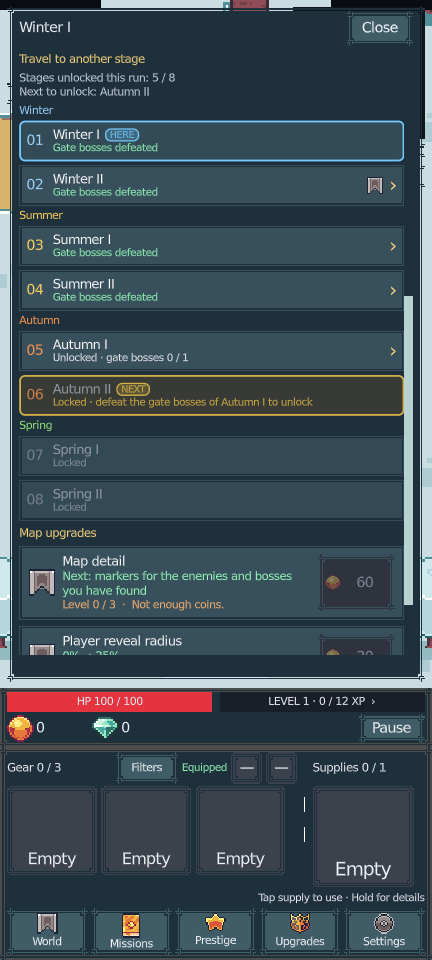 Winter I
Close
Travel to another stage
Stages unlocked this run: 5 / 8
Next to unlock: Autumn II
Winter
01 Winter I HERE
Gate bosses defeated
02 Winter II
Gate bosses defeated
Summer
03 Summer I
Gate bosses defeated
04 Summer II
Gate bosses defeated
Autumn
05 Autumn I
Unlocked · gate bosses 0 / 1
06 Autumn II NEXT
Locked · defeat the gate bosses of Autumn I to unlock
Spring
07 Spring I
Locked
08 Spring II
Locked
Map upgrades
Map detail
Next: markers for the enemies and bosses
you have found
Level 0 / 3 · Not enough coins.
60
Player reveal radius
HP 100 / 100
LEVEL 1 · 0 / 12 XP ›
0
0
Pause
Gear 0 / 3
Filters
Equipped
—
—
Supplies 0 / 1
Empty
Empty
Empty
Empty
Tap supply to use · Hold for details
World
Missions
Prestige
Upgrades
Settings